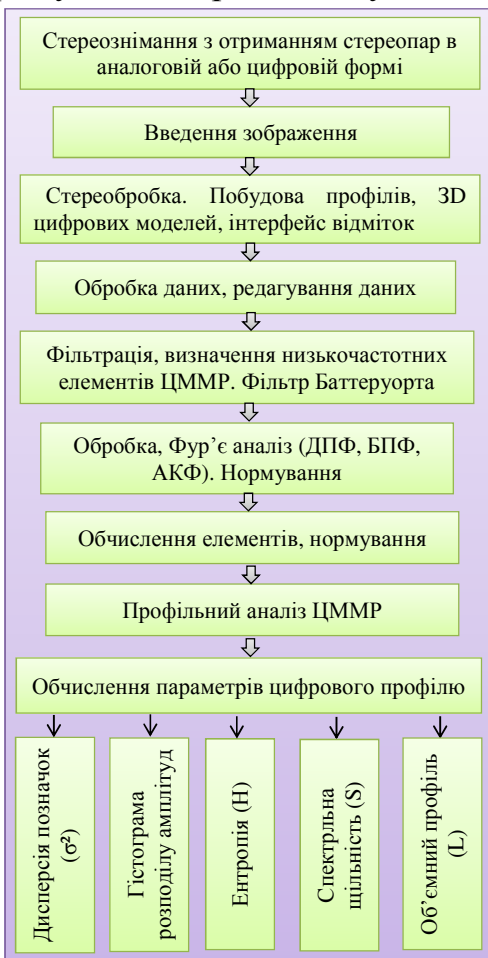 Стереознімання з отриманням стереопар в
аналоговій або цифровій формі
Введення зображення
Стереобробка. Побудова профілів, 3D
цифрових моделей, інтерфейс відміток
Обробка даних, редагування даних
Фільтрація, визначення низькочастотних
елементів ЦММР. Фільтр Баттеруорта
Обробка, Фур’є аналіз (ДПФ, БПФ,
АКФ). Нормування
Обчислення елементів, нормування
Профільний аналіз ЦММР
Обчислення параметрів цифрового профілю
Дисперсія позначок
(σ²)
Гістограма
розподілу амплітуд
Ентропія (H)
Спектрльна
щільність (S)
Об’ємний профіль
(L)